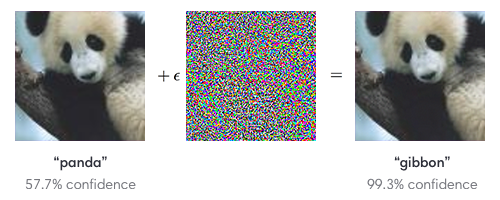 + ϵ
=
“panda”
57.7% confidence
“gibbon”
99.3% confidence